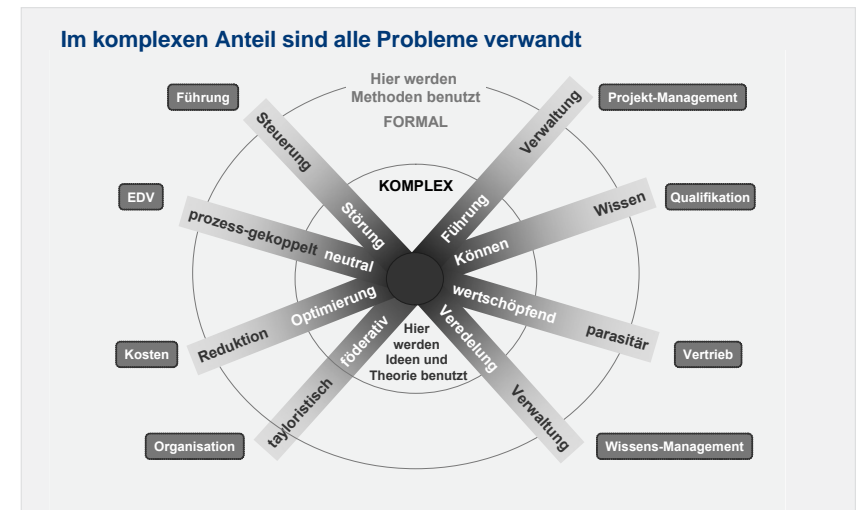 Im komplexen Anteil sind alle Probleme verwandt
Hier werden
Methoden benutzt
FORMAL
KOMPLEX
Führung
Steuerung
Störung
EDV
prozess-gekoppelt
neutral
Kosten
Reduktion
Optimierung
Organisation
tayloristisch
föderativ
Projekt-Management
Verwaltung
Führung
Qualifikation
Wissen
Können
Vertrieb
wertschöpfend
parasitär
Wissens-Management
Veredelung
Verwaltung
Hier
werden
Ideen und
Theorie benutzt